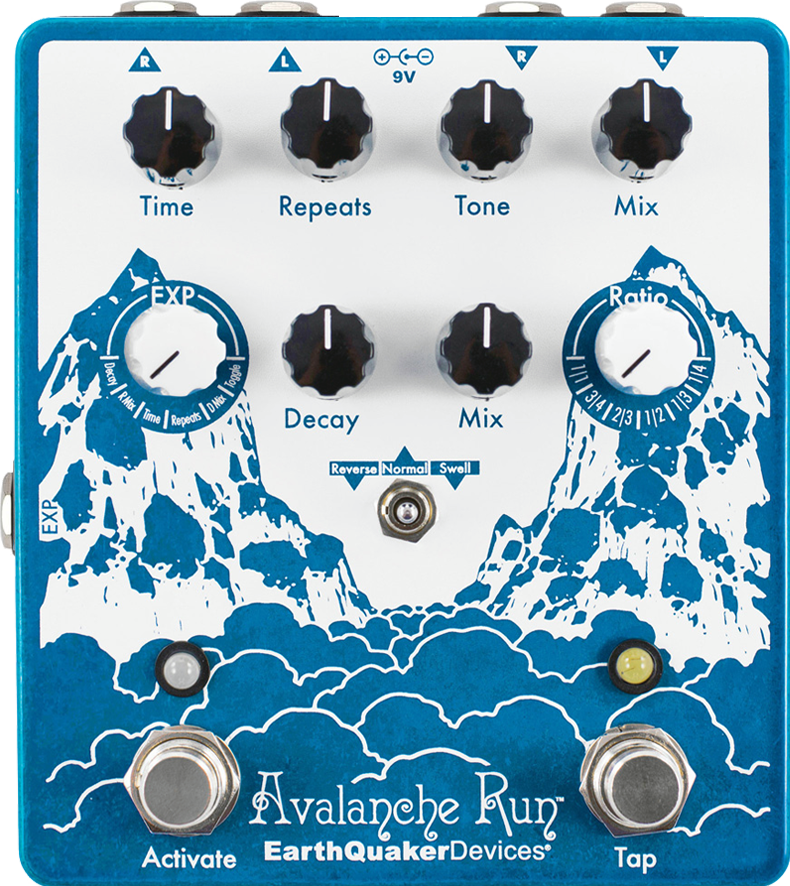 R L R L
9V
Time Repeats Tone Mix
EXP Ratio
Decay R.Mix Time Repeats D.Mix Toggle
1/1 3/4 2/3 1/2 1/3 1/4
Decay Mix
Reverse Normal Swell
EXP
Avalanche Run™
EarthQuakerDevices®
Activate Tap